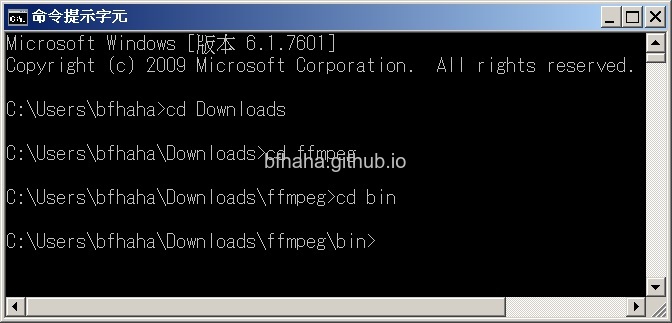 命令提示字元
Microsoft Windows [版本 6.1.7601]
Copyright (c) 2009 Microsoft Corporation.  All rights reserved.
C:\Users\bfhaha>cd Downloads
C:\Users\bfhaha\Downloads>cd ffmpeg
bfhaha.github.io
C:\Users\bfhaha\Downloads\ffmpeg>cd bin
C:\Users\bfhaha\Downloads\ffmpeg\bin>